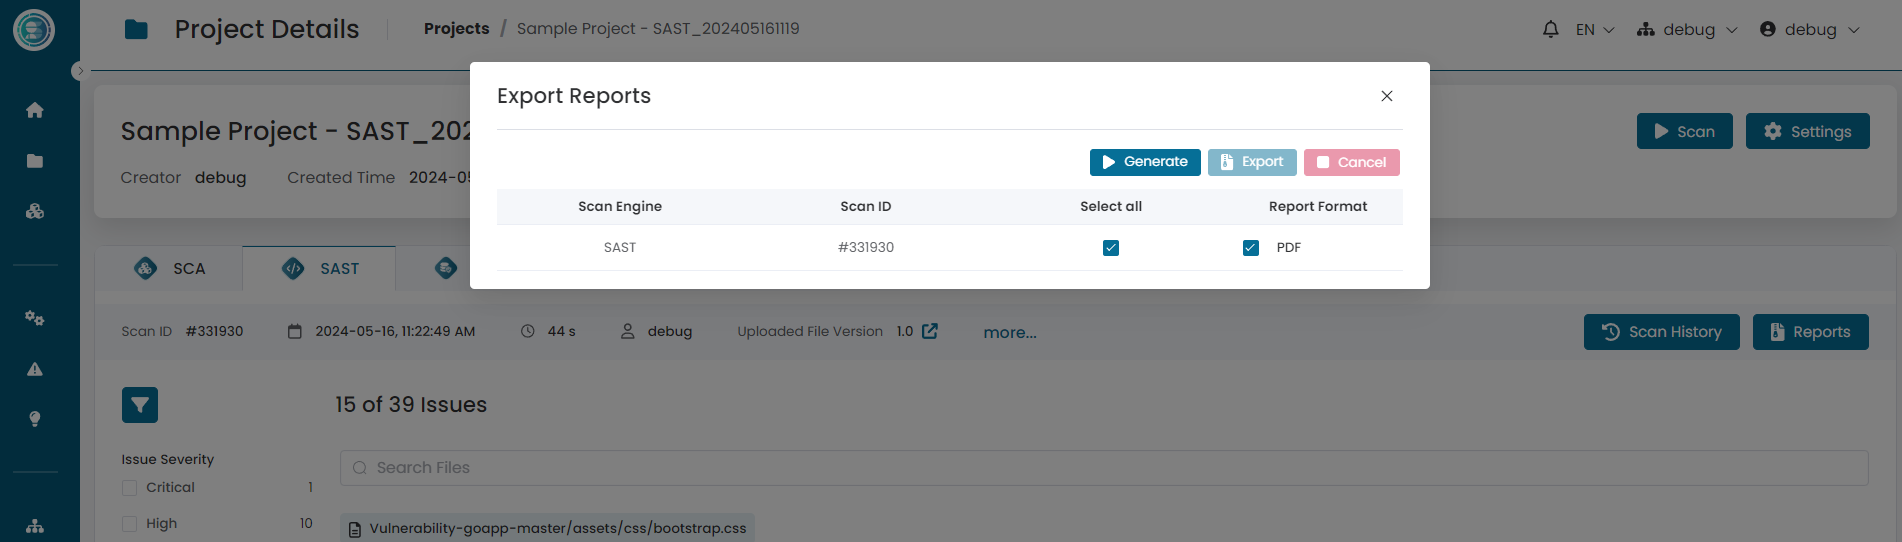 Project Details
Projects / Sample Project - SAST_202405161119
EN
debug
debug
Export Reports
Generate
Export
Cancel
Scan Engine Scan ID Select all Report Format
SAST #331930 PDF
Sample Project - SAST_202
Creator debug Created Time 2024-05
Scan
Settings
SCA
SAST
Scan ID #331930 2024-05-16, 11:22:49 AM 44 s debug Uploaded File Version 1.0 more...
Scan History
Reports
15 of 39 Issues
Issue Severity
Critical 1
High 10
Search Files
Vulnerability-goapp-master/assets/css/bootstrap.css